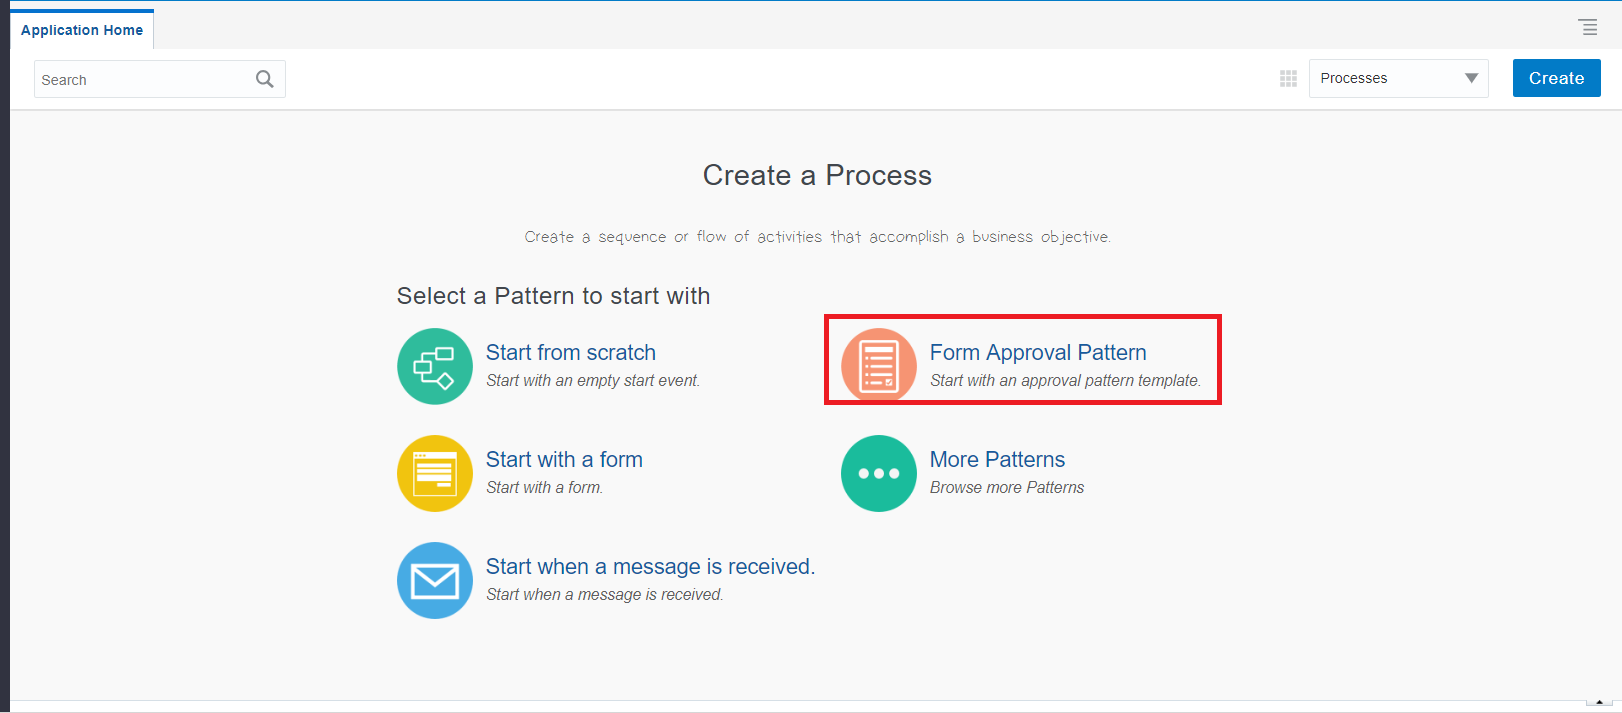 Application Home
Search
Processes
Create
Create a Process
Create a sequence or flow of activities that accomplish a business objective.
Select a Pattern to start with
Start from scratch
Start with an empty start event.
Form Approval Pattern
Start with an approval pattern template.
Start with a form
Start with a form.
More Patterns
Browse more Patterns
Start when a message is received.
Start when a message is received.